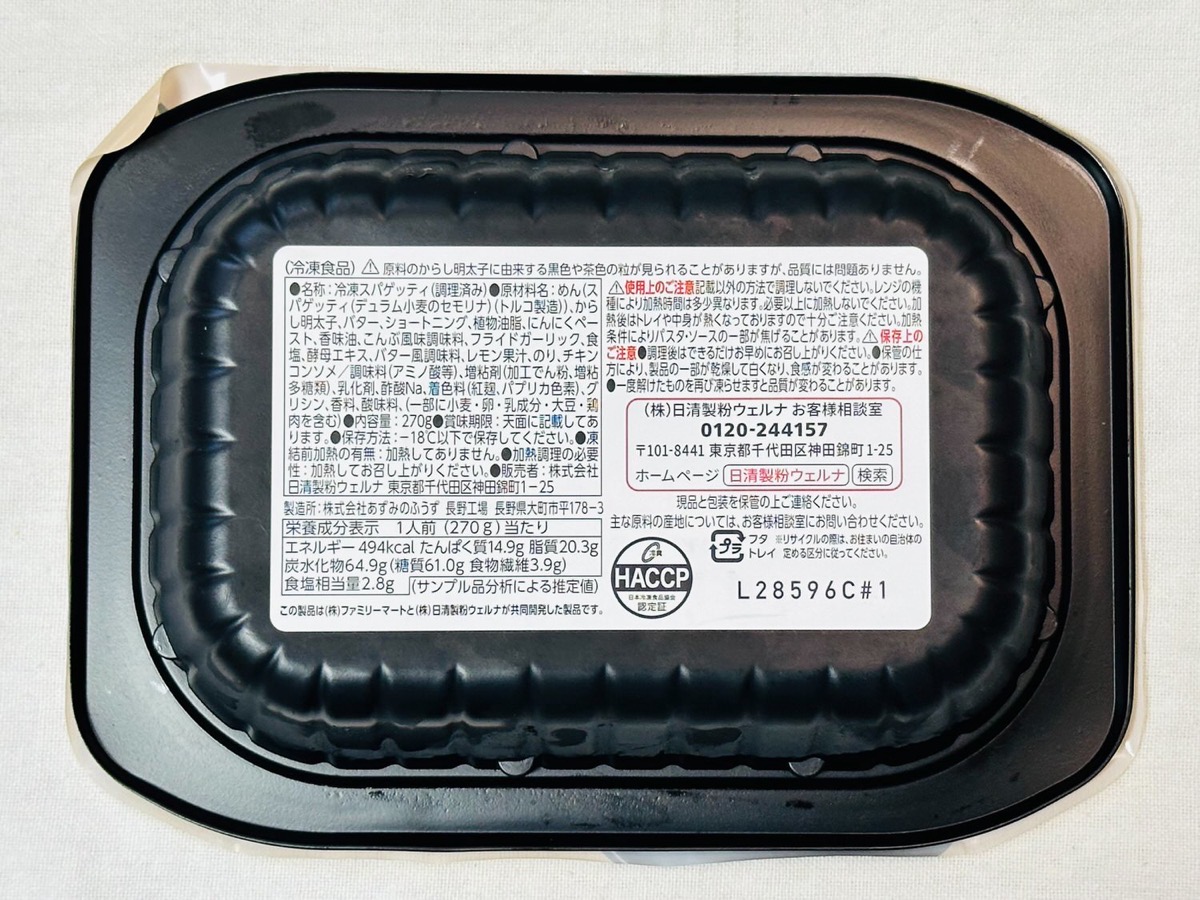 (冷凍食品) ⚠ 原料のからし明太子に由来する黒色や茶色の粒が見られることがありますが、品質には問題ありません。
●名称:冷凍スパゲッティ(調理済み)●原材料名:めん(ス
パゲッティ(デュラム小麦のセモリナ)(トルコ製造))、から
し明太子、バター、ショートニング、植物油脂、にんにくペー
スト、香味油、こんぶ風味調味料、フライドガーリック、食
塩、酵母エキス、バター風調味料、レモン果汁、のり、チキン
コンソメ/調味料(アミノ酸等)、増粘剤(加工でん粉、増粘
多糖類)、乳化剤、酢酸Na、着色料(紅麹、パプリカ色素)、グ
リシン、香料、酸味料、(一部に小麦・卵・乳成分・大豆・鶏
肉を含む)●内容量:270g●賞味期限:天面に記載してあ
ります。●保存方法:-18℃以下で保存してください。●凍
結前加熱の有無:加熱してありません。●加熱調理の必要
性:加熱してお召し上がりください。●販売者:株式会社
日清製粉ウェルナ 東京都千代田区神田錦町1-25
製造所:株式会社あずみのふうず 長野工場 長野県大町市平178-3
栄養成分表示 1人前(270g)当たり
エネルギー 494kcal たんぱく質14.9g 脂質20.3g
炭水化物64.9g(糖質61.0g 食物繊維3.9g)
食塩相当量2.8g (サンプル品分析による推定値)
この製品は(株)ファミリーマートと(株)日清製粉ウェルナが共同開発した製品です。
⚠使用上のご注意 記載以外の方法で調理しないでください。レンジの機
種により加熱時間は多少異なります。必要以上に加熱しないでください。加
熱後はトレイや中身が熱くなっておりますので十分ご注意ください。加熱
条件によりパスタ・ソースの一部が焦げることがあります。⚠保存上の
ご注意●調理後はできるだけお早めにお召し上がりください。●保管の仕
方により、製品の一部が乾燥して白くなり、食感が変わることがあります。
●一度解けたものを再び凍らせますと品質が変わることがあります。
(株)日清製粉ウェルナ お客様相談室
0120-244157
〒101-8441 東京都千代田区神田錦町1-25
ホームページ 日清製粉ウェルナ 検索
現品と包装を保管の上ご連絡ください。
主な原料の産地については、お客様相談室にお問い合わせください。
プラ フタ トレイ
※リサイクルの際は、お住まいの自治体の
定める区分に従ってください。
HACCP
日本冷凍食品協会
認定証
L28596C#1